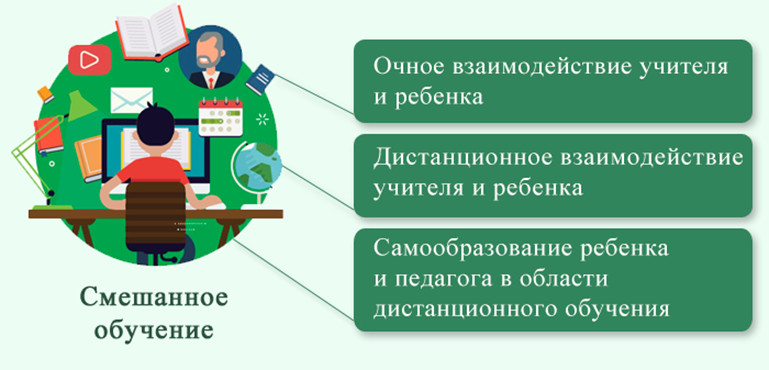 Очное взаимодействие учителя
и ребенка
Дистанционное взаимодействие
учителя и ребенка
Самообразование ребенка
и педагога в области
дистанционного обучения
Смешанное
обучение